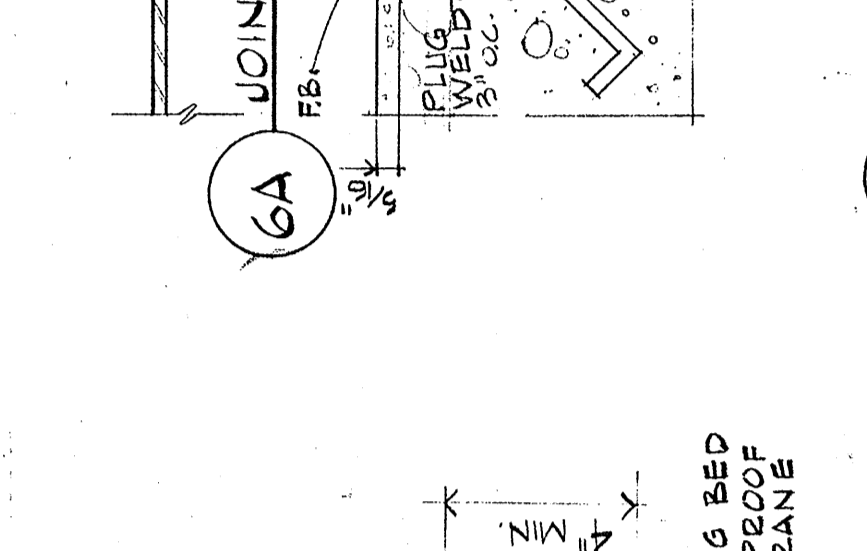 JOIN
6A
F.B.
5/16"
PLUG
WELD
3" O.C.
4"
MIN.
G BED
PROOF
RANE